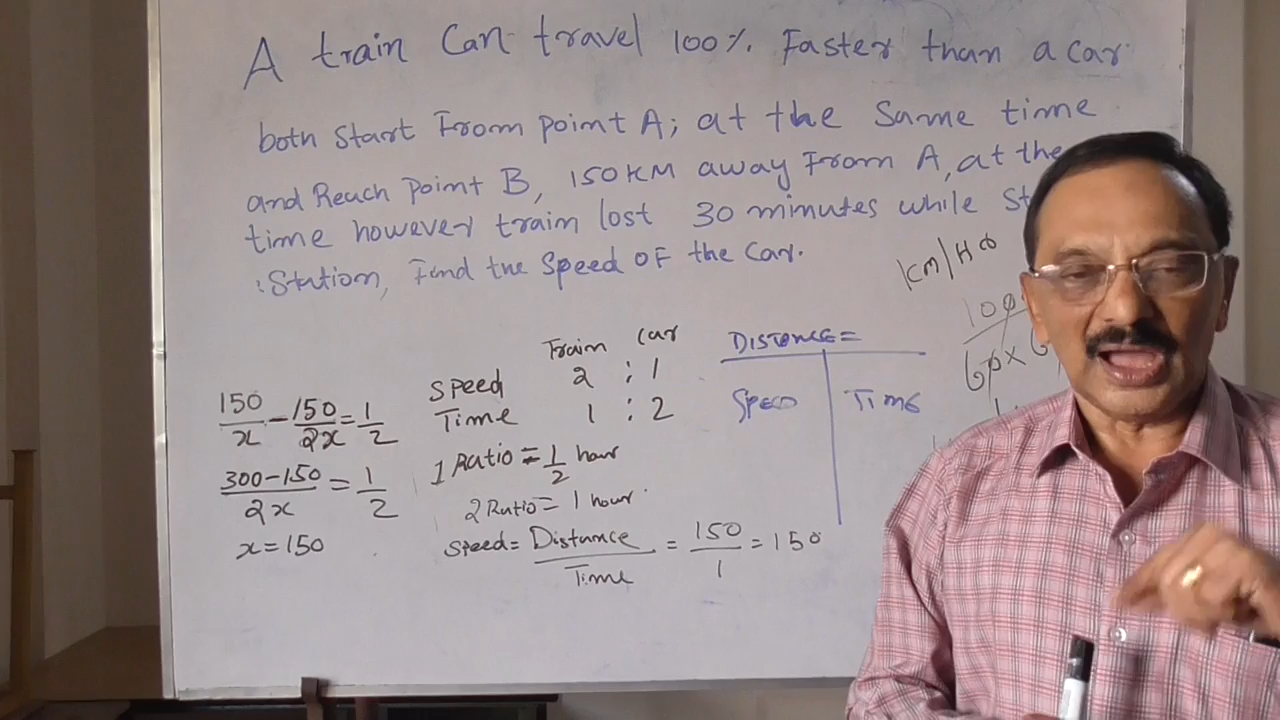 A train can travel 100% Faster than a car
both start From point A; at the same time
and Reach point B, 150 KM away From A, at the
time however train lost 30 minutes while
Station, Find the Speed OF the car.
KM/H
100
60 x
Train car
Speed 2 : 1
Time 1 : 2
1 Ratio = 1/2 hour
2 Ratio = 1 hour
Speed = Distance/Time = 150/1 = 150
150/x - 150/2x = 1/2
300-150/2x = 1/2
x = 150
DISTANCE =
Speed Time